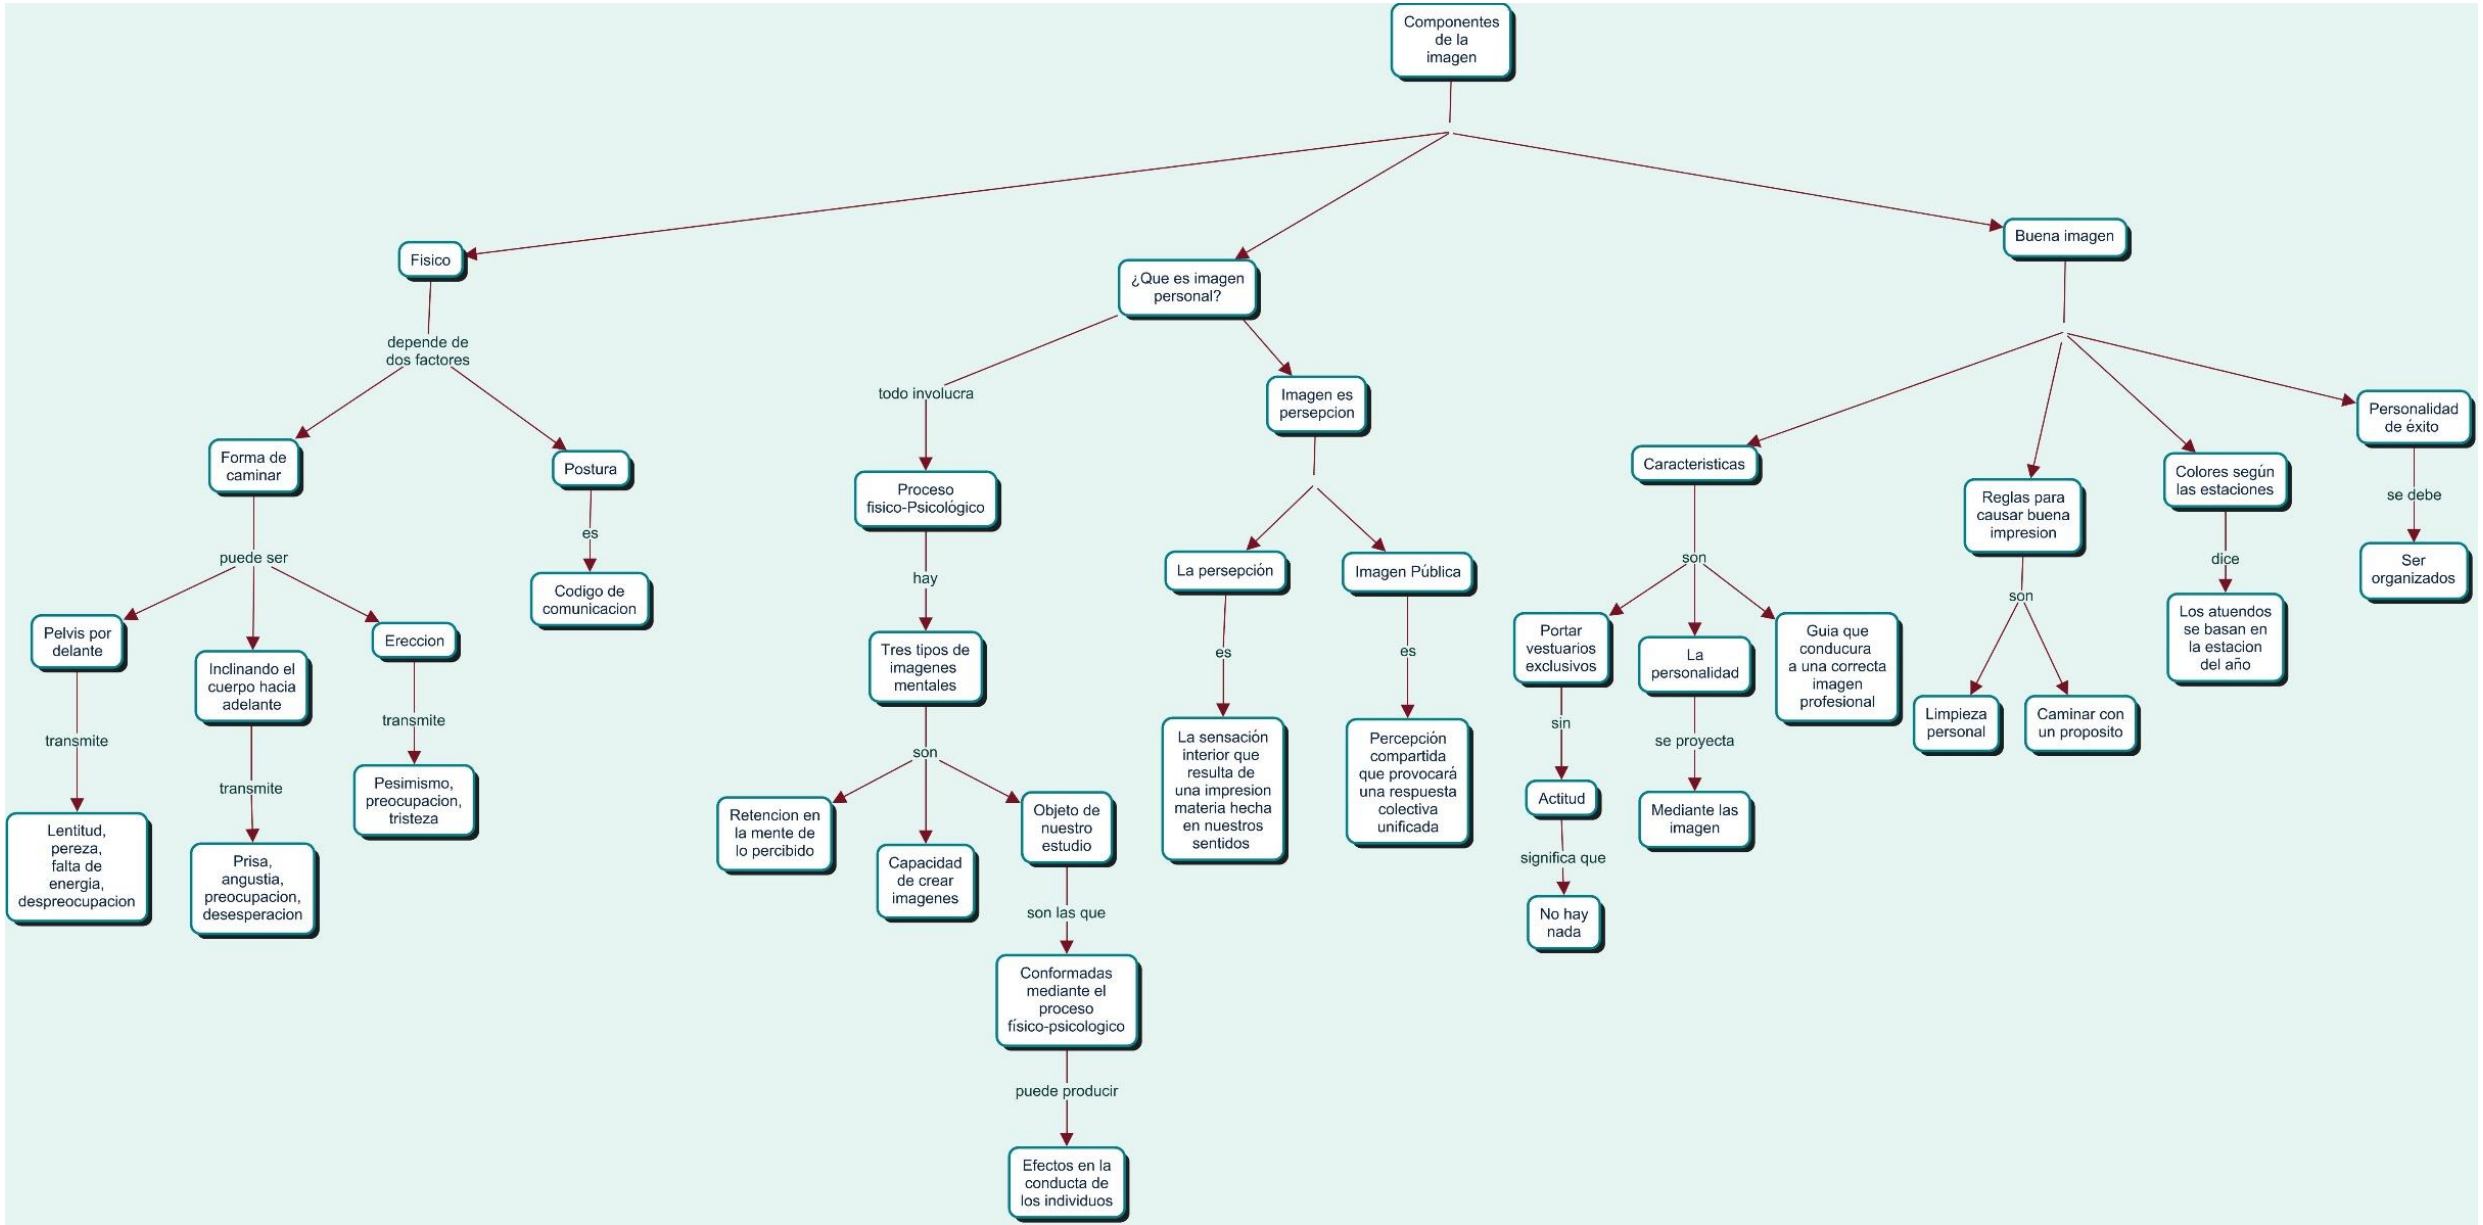 Componentes
de la
imagen
Fisico
depende de
dos factores
Forma de
caminar
puede ser
Pelvis por
delante
transmite
Lentitud,
pereza,
falta de
energia,
despreocupacion
Inclinando el
cuerpo hacia
adelante
transmite
Prisa,
angustia,
preocupacion,
desesperacion
Ereccion
transmite
Pesimismo,
preocupacion,
tristeza
Postura
es
Codigo de
comunicacion
¿Que es imagen
personal?
todo involucra
Proceso
fisico-Psicológico
hay
Tres tipos de
imagenes
mentales
son
Retencion en
la mente de
lo percibido
Capacidad
de crear
imagenes
Objeto de
nuestro
estudio
son las que
Conformadas
mediante el
proceso
físico-psicologico
puede producir
Efectos en la
conducta de
los individuos
Imagen es
persepcion
La persepción
es
La sensación
interior que
resulta de
una impresion
materia hecha
en nuestros
sentidos
Imagen Pública
es
Percepción
compartida
que provocará
una respuesta
colectiva
unificada
Buena imagen
Caracteristicas
son
Portar
vestuarios
exclusivos
sin
Actitud
significa que
No hay
nada
La
personalidad
se proyecta
Mediante las
imagen
Guia que
conducura
a una correcta
imagen
profesional
Reglas para
causar buena
impresion
son
Limpieza
personal
Caminar con
un proposito
Colores según
las estaciones
dice
Los atuendos
se basan en
la estacion
del año
Personalidad
de éxito
se debe
Ser
organizados